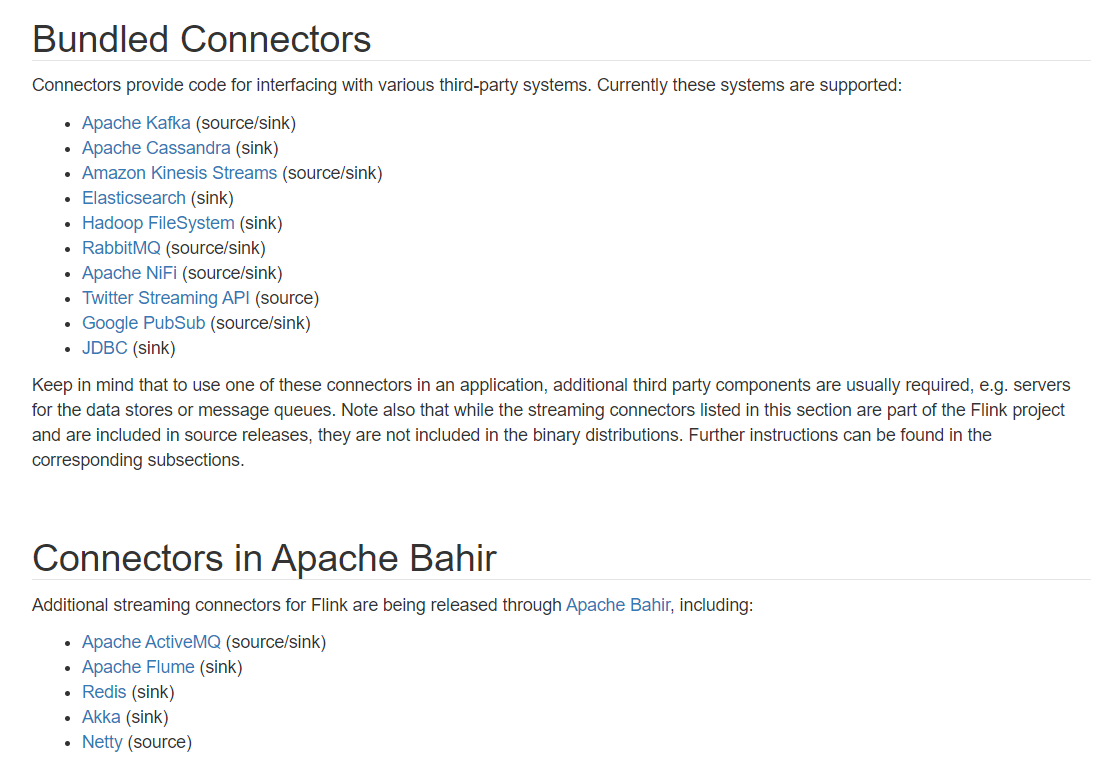 Bundled Connectors
Connectors provide code for interfacing with various third-party systems. Currently these systems are supported:
• Apache Kafka (source/sink)
• Apache Cassandra (sink)
• Amazon Kinesis Streams (source/sink)
• Elasticsearch (sink)
• Hadoop FileSystem (sink)
• RabbitMQ (source/sink)
• Apache NiFi (source/sink)
• Twitter Streaming API (source)
• Google PubSub (source/sink)
• JDBC (sink)
Keep in mind that to use one of these connectors in an application, additional third party components are usually required, e.g. servers
for the data stores or message queues. Note also that while the streaming connectors listed in this section are part of the Flink project
and are included in source releases, they are not included in the binary distributions. Further instructions can be found in the
corresponding subsections.
Connectors in Apache Bahir
Additional streaming connectors for Flink are being released through Apache Bahir, including:
• Apache ActiveMQ (source/sink)
• Apache Flume (sink)
• Redis (sink)
• Akka (sink)
• Netty (source)